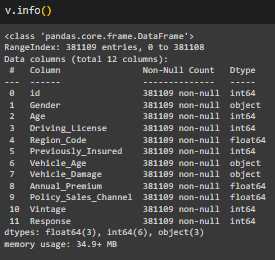 v.info()
<class 'pandas.core.frame.DataFrame'>
RangeIndex: 381109 entries, 0 to 381108
Data columns (total 12 columns):
 #   Column                Non-Null Count   Dtype
---  ------                --------------   -----
 0   id                    381109 non-null  int64
 1   Gender                381109 non-null  object
 2   Age                   381109 non-null  int64
 3   Driving_License       381109 non-null  int64
 4   Region_Code           381109 non-null  float64
 5   Previously_Insured    381109 non-null  int64
 6   Vehicle_Age           381109 non-null  object
 7   Vehicle_Damage        381109 non-null  object
 8   Annual_Premium        381109 non-null  float64
 9   Policy_Sales_Channel  381109 non-null  float64
 10  Vintage               381109 non-null  int64
 11  Response              381109 non-null  int64
dtypes: float64(3), int64(6), object(3)
memory usage: 34.9+ MB